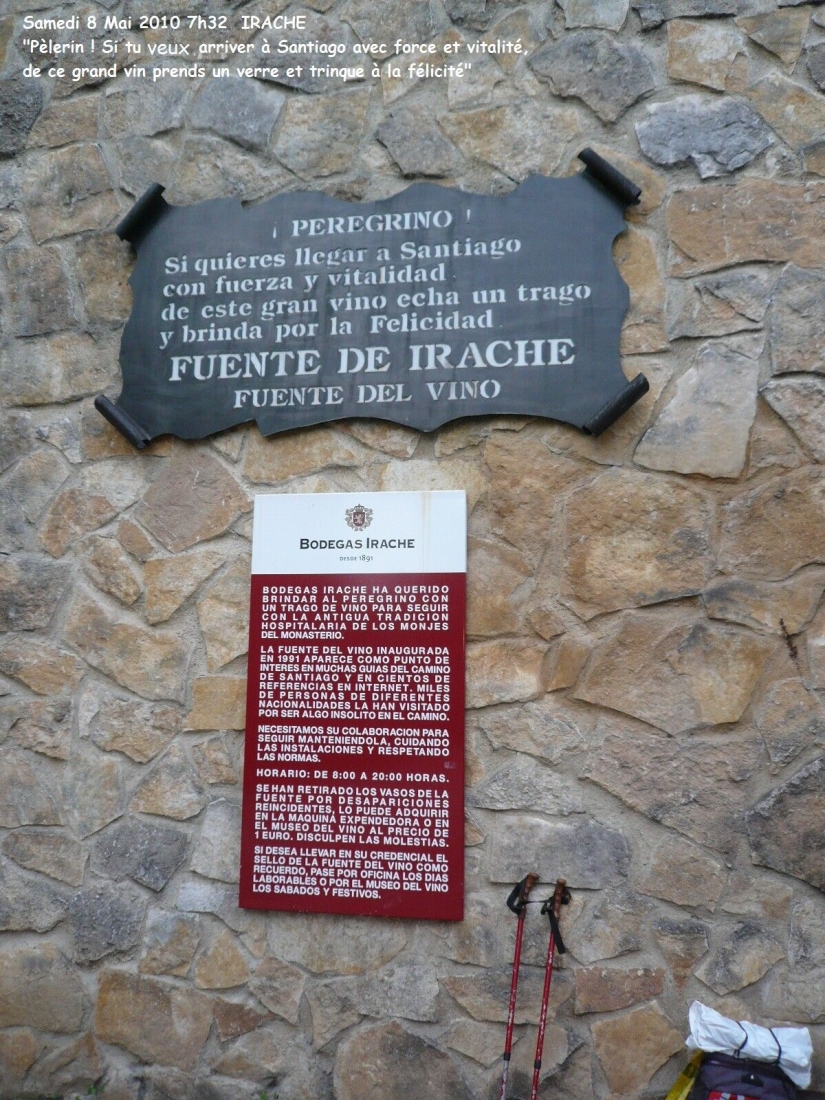 Samedi 8 Mai 2010 7h32 IRACHE
"Pèlerin ! Si tu veux arriver à Santiago avec force et vitalité,
de ce grand vin prends un verre et trinque à la félicité"
¡ PEREGRINO !
Si quieres llegar a Santiago
con fuerza y vitalidad
de este gran vino echa un trago
y brinda por la Felicidad
FUENTE DE IRACHE
FUENTE DEL VINO
BODEGAS IRACHE
DESDE 1891
BODEGAS IRACHE HA QUERIDO
BRINDAR AL PEREGRINO CON
UN TRAGO DE VINO PARA SEGUIR
CON LA ANTIGUA TRADICION
HOSPITALARIA DE LOS MONJES
DEL MONASTERIO.
LA FUENTE DEL VINO INAUGURADA
EN 1991 APARECE COMO PUNTO DE
INTERES EN MUCHAS GUIAS DEL CAMINO
DE SANTIAGO Y EN CIENTOS DE
REFERENCIAS EN INTERNET. MILES
DE PERSONAS DE DIFERENTES
NACIONALIDADES LA HAN VISITADO
POR SER ALGO INSOLITO EN EL CAMINO.
NECESITAMOS SU COLABORACION PARA
SEGUIR MANTENIENDOLA, CUIDANDO
LAS INSTALACIONES Y RESPETANDO
LAS NORMAS.
HORARIO: DE 8:00 A 20:00 HORAS.
SE HAN RETIRADO LOS VASOS DE LA
FUENTE POR DESAPARICIONES
REINCIDENTES, LO PUEDE ADQUIRIR
EN LA MAQUINA EXPENDEDORA O EN
EL MUSEO DEL VINO AL PRECIO DE
1 EURO. DISCULPEN LAS MOLESTIAS.
SI DESEA LLEVAR EN SU CREDENCIAL EL
SELLO DE LA FUENTE DEL VINO COMO
RECUERDO, PASE POR OFICINA LOS DIAS
LABORABLES O POR EL MUSEO DEL VINO
LOS SABADOS Y FESTIVOS.